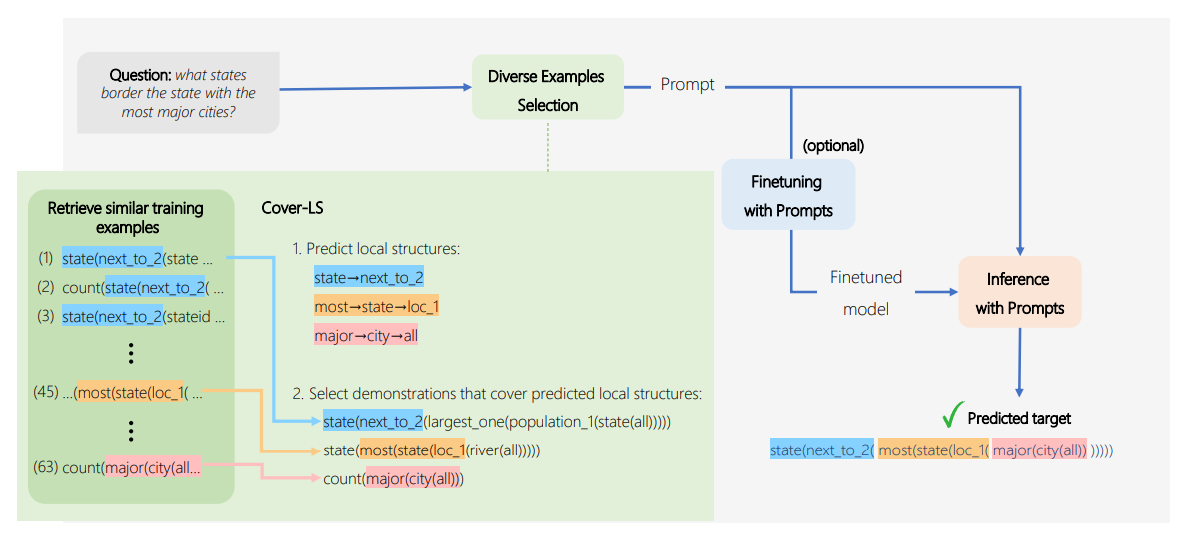 Question: what states
border the state with the
most major cities?
Diverse Examples
Selection
Prompt
(optional)
Finetuning
with Prompts
Finetuned
model
Inference
with Prompts
Predicted target
state(next_to_2( most(state(loc_1( major(city(all)) )))))
Retrieve similar training
examples
(1) state(next_to_2(state ...
(2) count(state(next_to_2( ...
(3) state(next_to_2(stateid ...
(45) ...(most(state(loc_1( ...
(63) count(major(city(all...
Cover-LS
1. Predict local structures:
state→next_to_2
most→state→loc_1
major→city→all
2. Select demonstrations that cover predicted local structures:
state(next_to_2(largest_one(population_1(state(all)))))
state(most(state(loc_1(river(all)))))
count(major(city(all)))